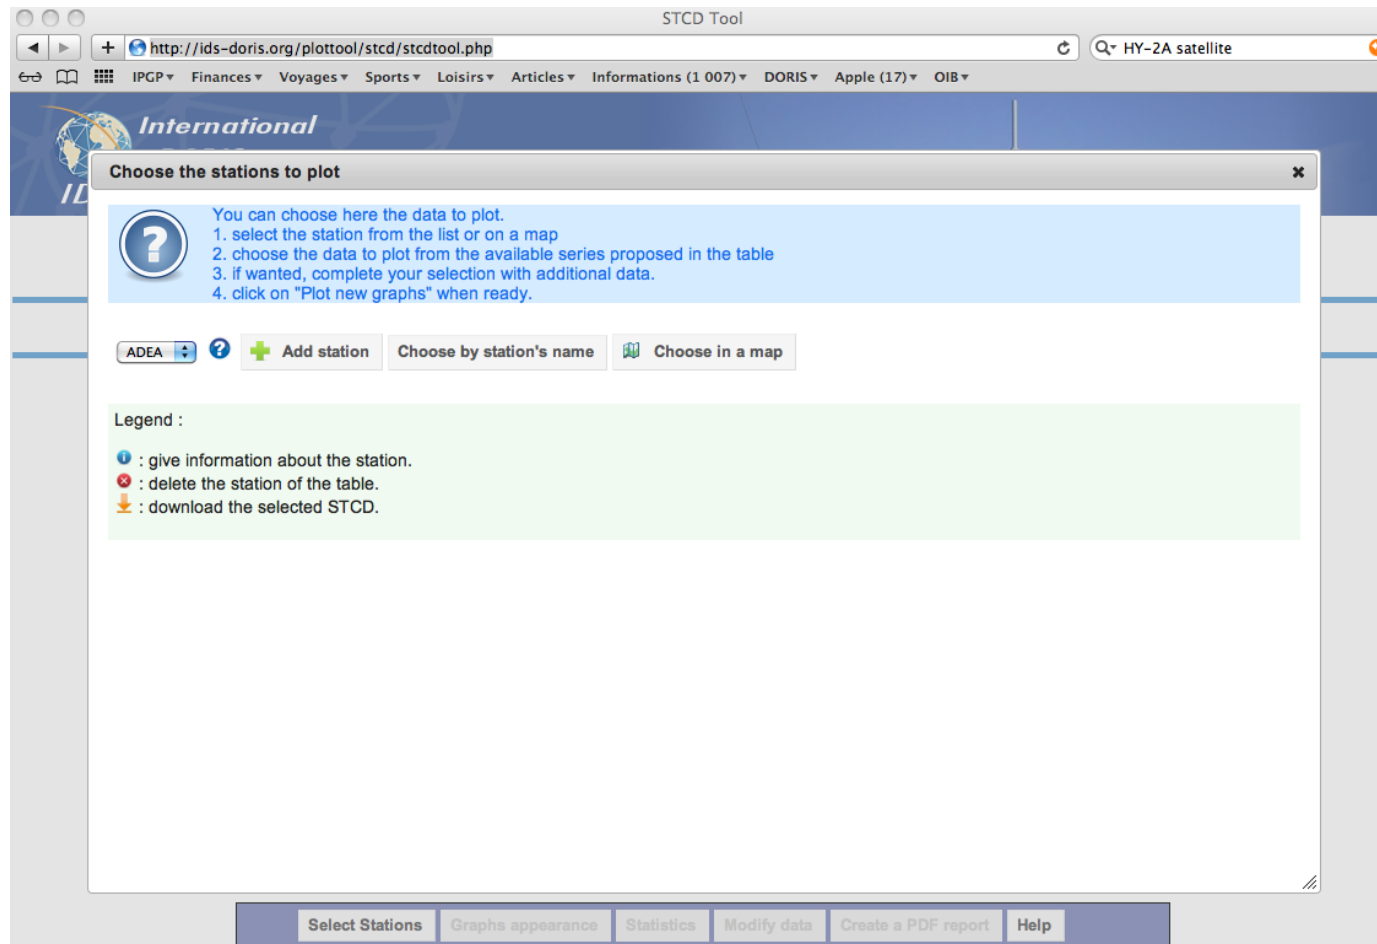 STCD Tool
http://ids-doris.org/plottool/stcd/stcdtool.php
HY-2A satellite
IPGP Finances Voyages Sports Loisirs Articles Informations (1 007) DORIS Apple (17) OIB
International
Choose the stations to plot
You can choose here the data to plot.
1. select the station from the list or on a map
2. choose the data to plot from the available series proposed in the table
3. if wanted, complete your selection with additional data.
4. click on "Plot new graphs" when ready.
ADEA Add station Choose by station's name Choose in a map
Legend :
: give information about the station.
: delete the station of the table.
: download the selected STCD.
Select Stations Graphs appearance Statistics Modify data Create a PDF report Help